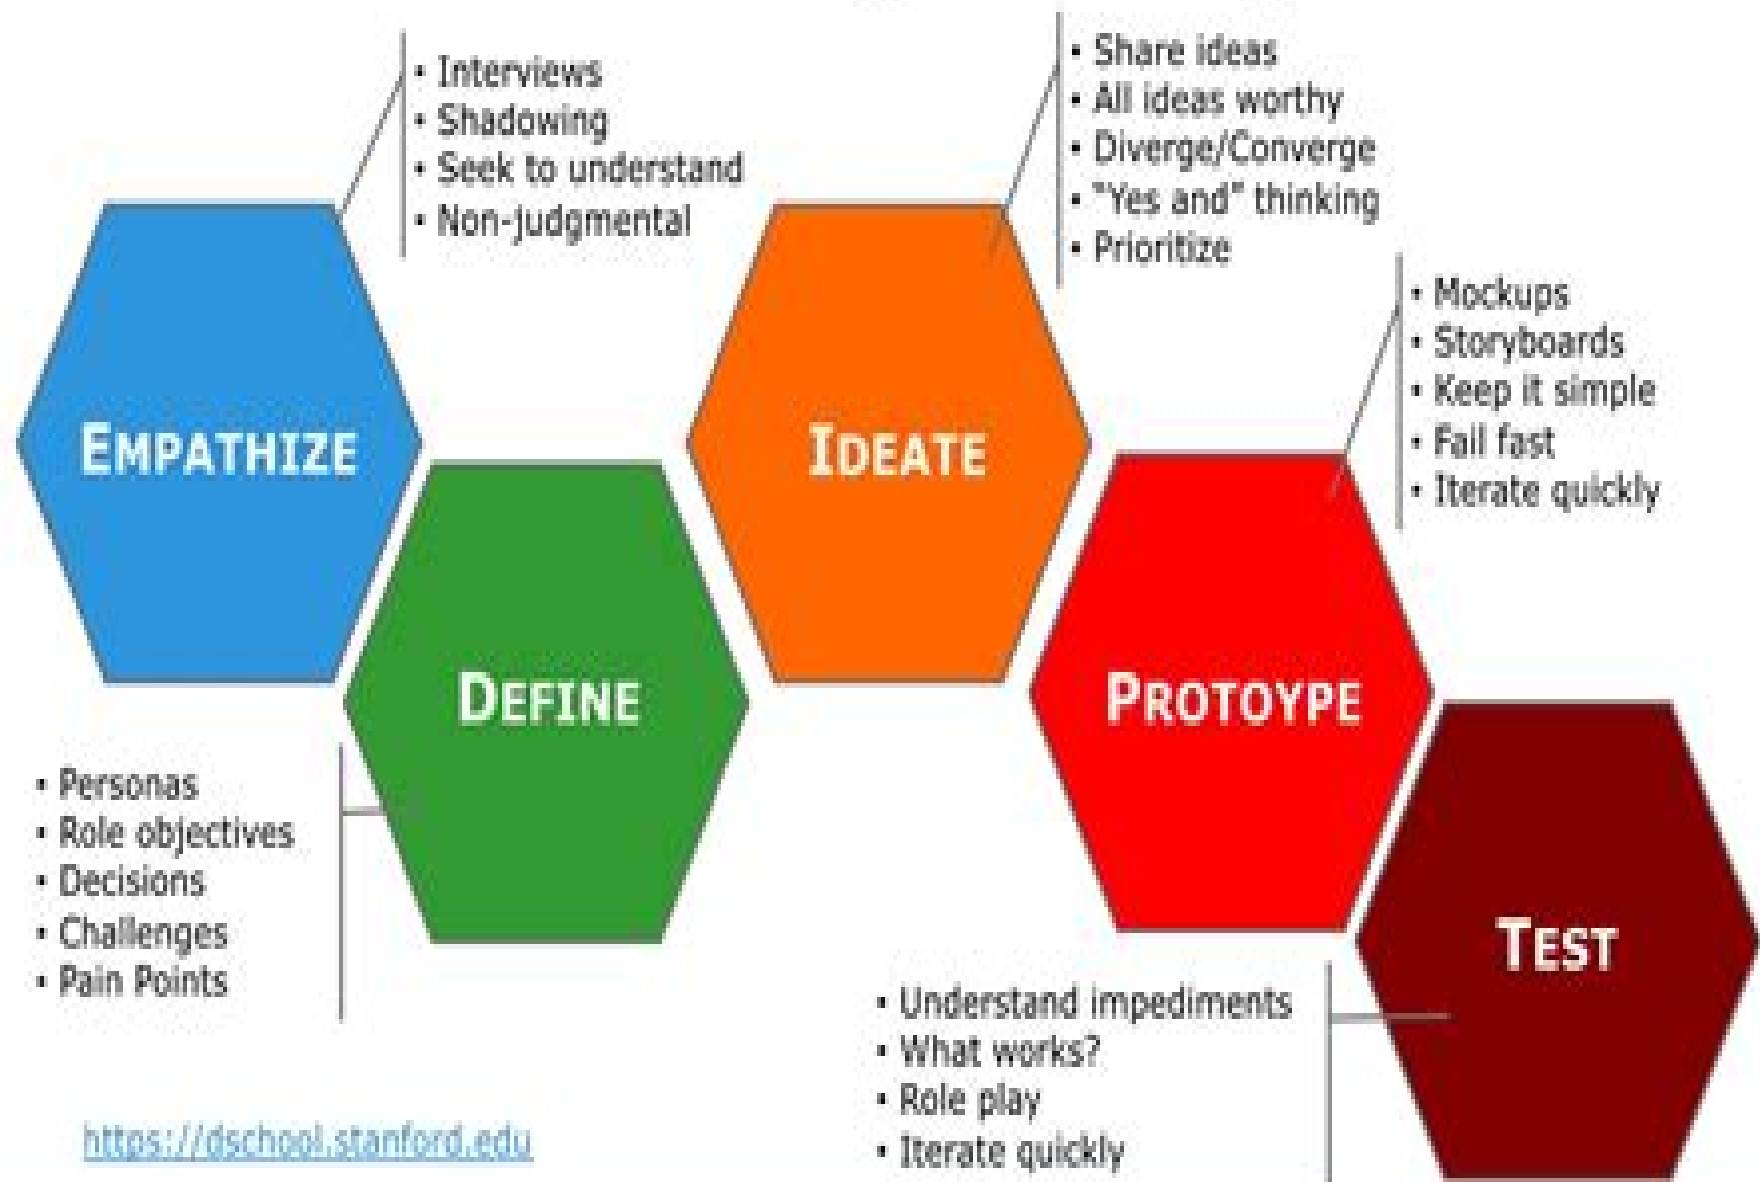 • Interviews
• Shadowing
• Seek to understand
• Non-judgmental
EMPATHIZE
• Personas
• Role objectives
• Decisions
• Challenges
• Pain Points
DEFINE
• Share ideas
• All ideas worthy
• Diverge/Converge
• "Yes and" thinking
• Prioritize
IDEATE
• Mockups
• Storyboards
• Keep it simple
• Fail fast
• Iterate quickly
PROTOYPE
• Understand impediments
• What works?
• Role play
• Iterate quickly
TEST
https://dschool.stanford.edu